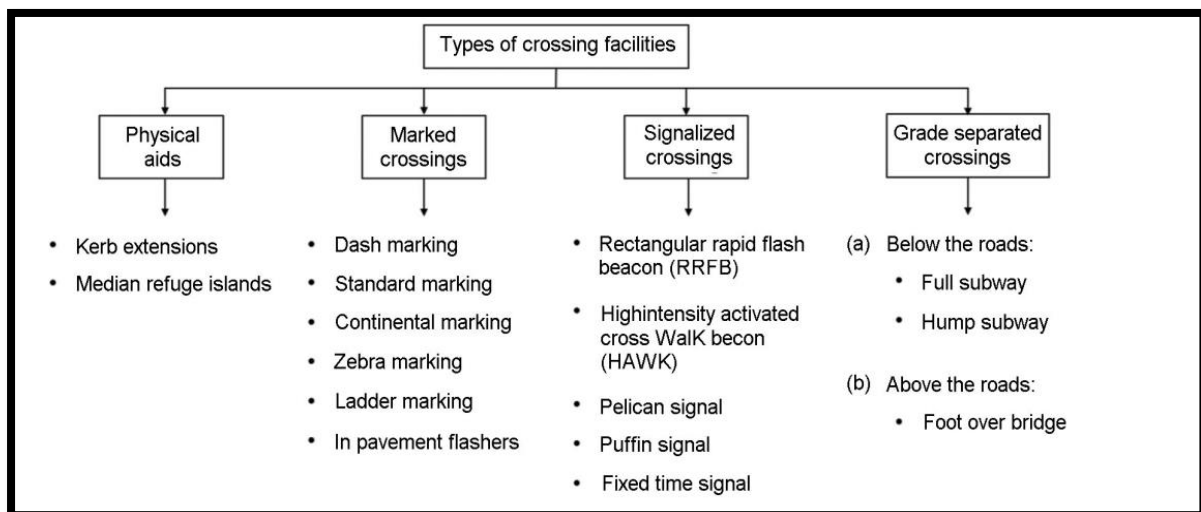 Types of crossing facilities
Physical
aids
Marked
crossings
Signalized
crossings
Grade separated
crossings
• Kerb extensions
• Median refuge islands
• Dash marking
• Standard marking
• Continental marking
• Zebra marking
• Ladder marking
• In pavement flashers
• Rectangular rapid flash
beacon (RRFB)
• Highintensity activated
cross WalK becon
(HAWK)
• Pelican signal
• Puffin signal
• Fixed time signal
(a) Below the roads:
• Full subway
• Hump subway
(b) Above the roads:
• Foot over bridge